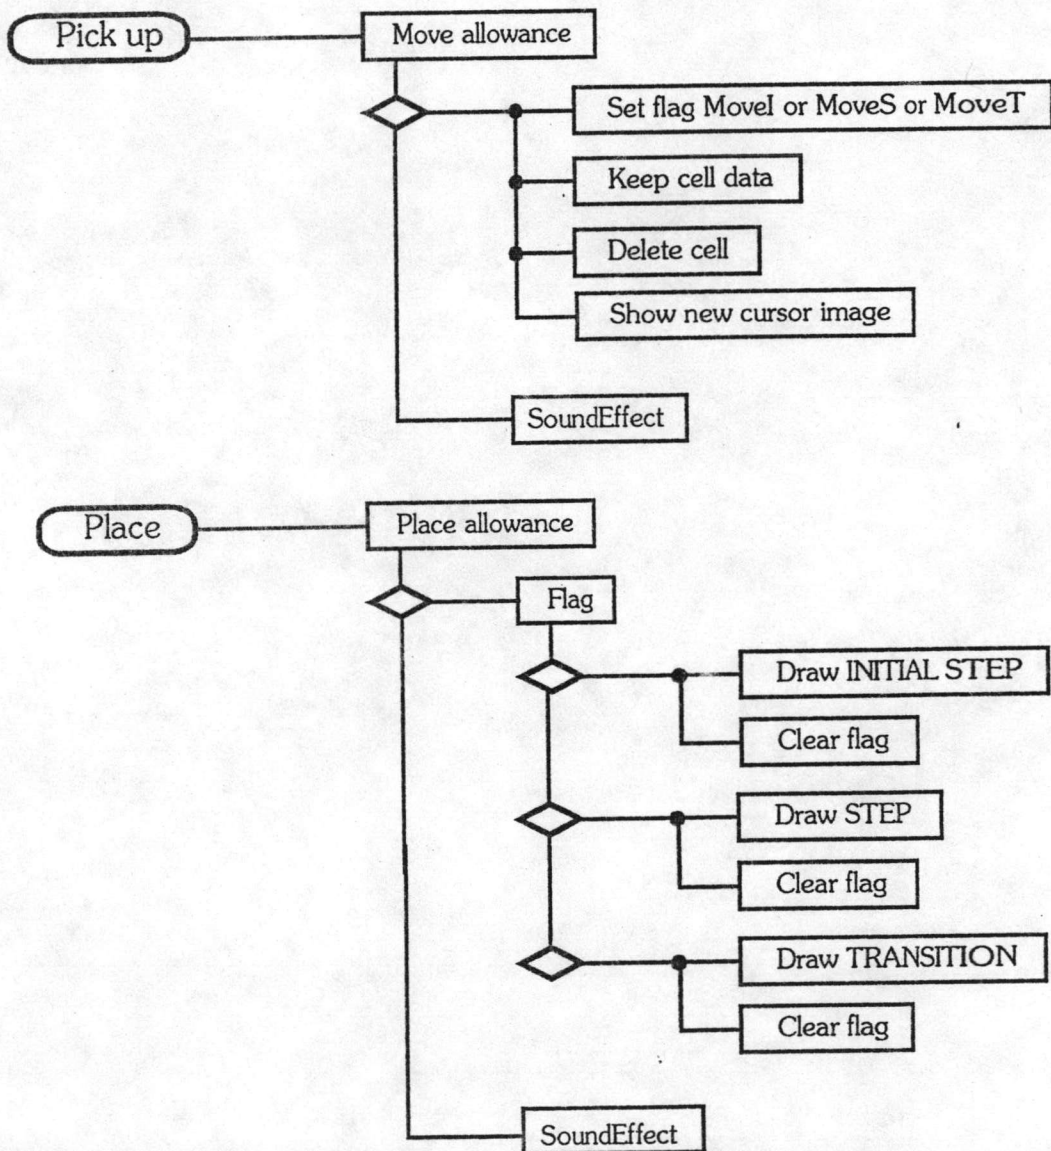 Pick up
Move allowance
Set flag MoveI or MoveS or MoveT
Keep cell data
Delete cell
Show new cursor image
SoundEffect
Place
Place allowance
Flag
Draw INITIAL STEP
Clear flag
Draw STEP
Clear flag
Draw TRANSITION
Clear flag
SoundEffect